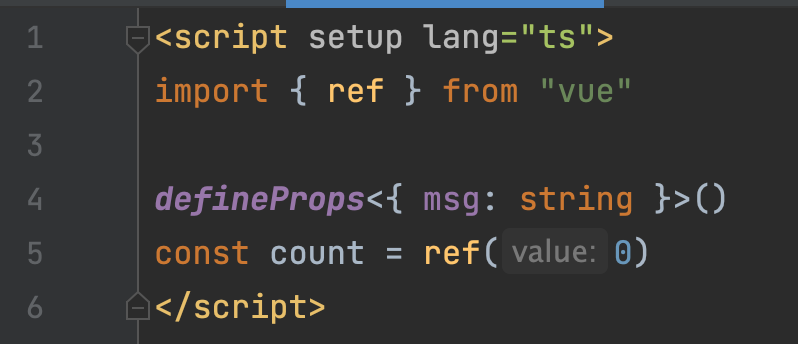 1 <script setup lang="ts">
2 import { ref } from "vue"
3
4 defineProps<{ msg: string }>()
5 const count = ref( value: 0)
6 </script>